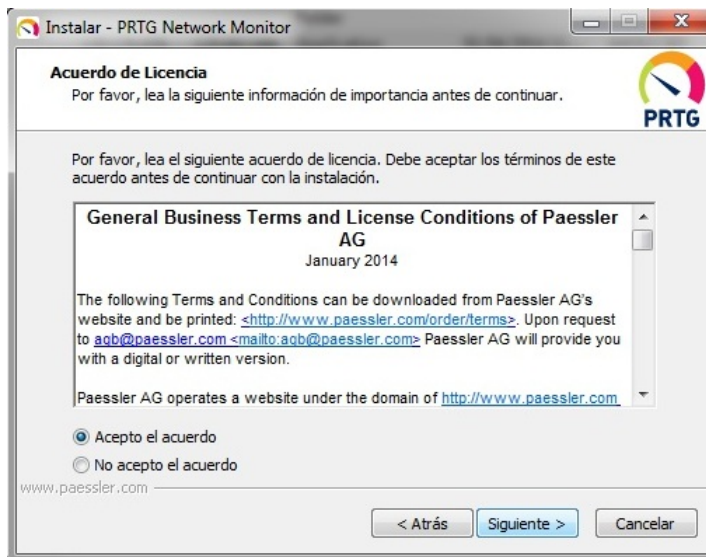 Instalar - PRTG Network Monitor
Acuerdo de Licencia
Por favor, lea la siguiente información de importancia antes de continuar.
PRTG
Por favor, lea el siguiente acuerdo de licencia. Debe aceptar los términos de este
acuerdo antes de continuar con la instalación.
General Business Terms and License Conditions of Paessler
AG
January 2014
The following Terms and Conditions can be downloaded from Paessler AG's
website and be printed: <http://www.paessler.com/order/terms>. Upon request
to agb@paessler.com <mailto:agb@paessler.com> Paessler AG will provide you
with a digital or written version.
Paessler AG operates a website under the domain of http://www.paessler.com
Acepto el acuerdo
No acepto el acuerdo
www.paessler.com
< Atrás
Siguiente >
Cancelar